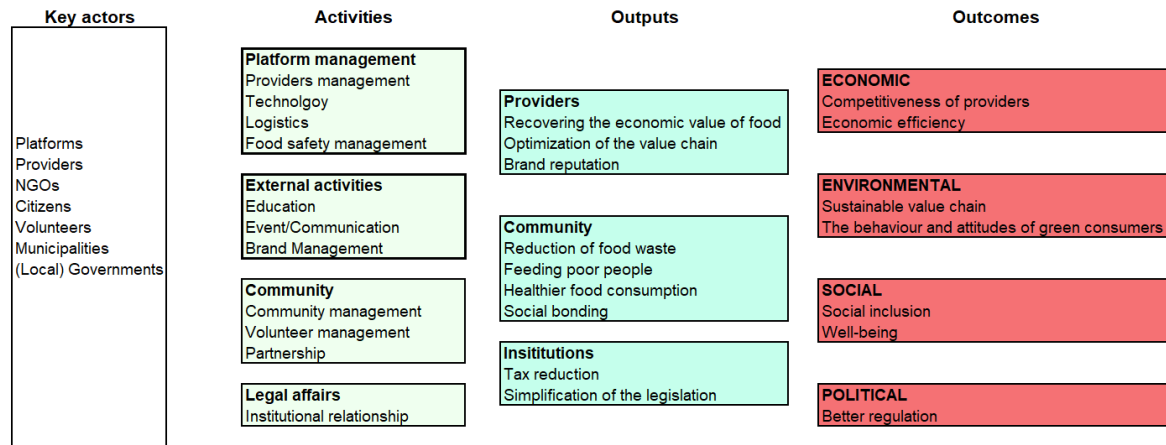 Key actors
Platforms
Providers
NGOs
Citizens
Volunteers
Municipalities
(Local) Governments
Activities
Platform management
Providers management
Technolgoy
Logistics
Food safety management
External activities
Education
Event/Communication
Brand Management
Community
Community management
Volunteer management
Partnership
Legal affairs
Institutional relationship
Outputs
Providers
Recovering the economic value of food
Optimization of the value chain
Brand reputation
Community
Reduction of food waste
Feeding poor people
Healthier food consumption
Social bonding
Insititutions
Tax reduction
Simplification of the legislation
Outcomes
ECONOMIC
Competitiveness of providers
Economic efficiency
ENVIRONMENTAL
Sustainable value chain
The behaviour and attitudes of green consumers
SOCIAL
Social inclusion
Well-being
POLITICAL
Better regulation